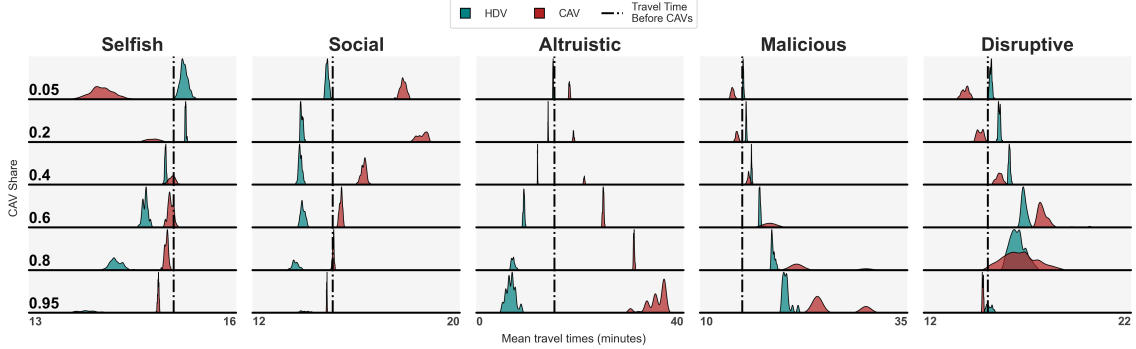 HDV
CAV
Travel Time
Before CAVs
Selfish
Social
Altruistic
Malicious
Disruptive
CAV Share
0.05
0.2
0.4
0.6
0.8
0.95
13 16
12 20
0 40
10 35
12 22
Mean travel times (minutes)